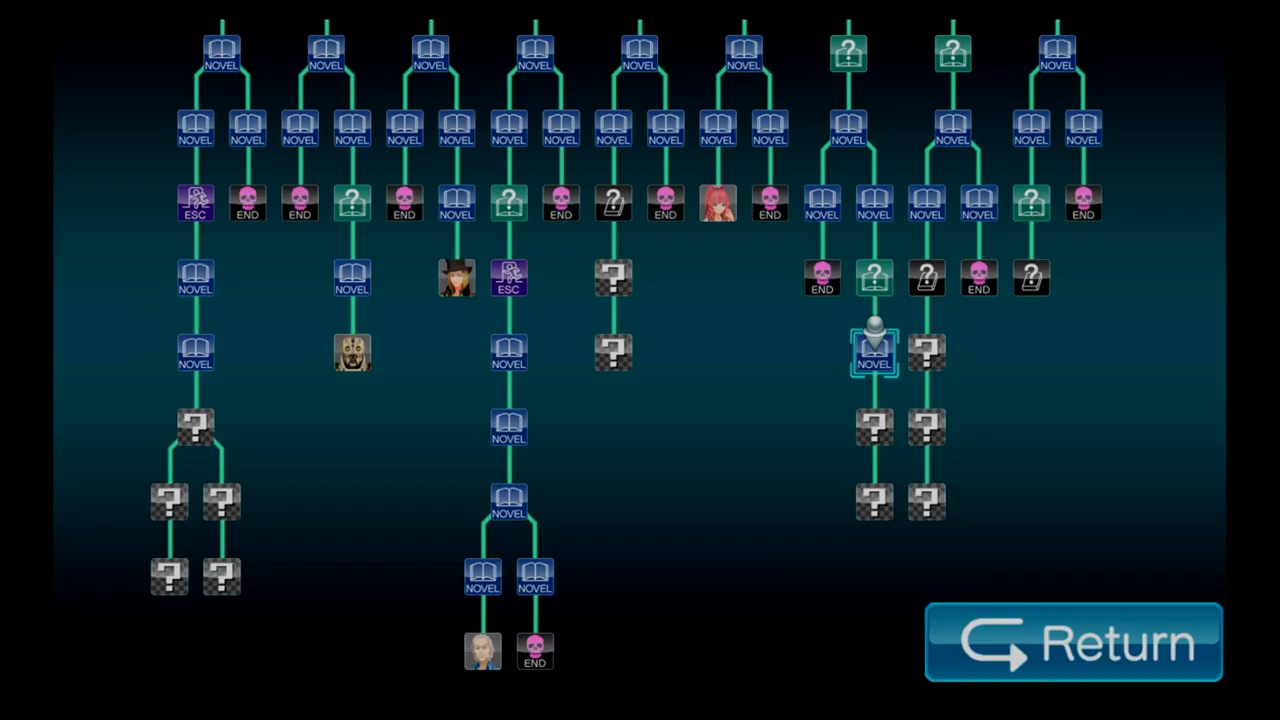 NOVEL NOVEL NOVEL NOVEL NOVEL NOVEL ? ? NOVEL
NOVEL NOVEL NOVEL NOVEL NOVEL NOVEL NOVEL NOVEL NOVEL NOVEL NOVEL NOVEL NOVEL NOVEL NOVEL NOVEL
ESC END END ? END NOVEL ? END ? END END NOVEL NOVEL NOVEL NOVEL ? END
NOVEL NOVEL ESC ? END ? ? END ?
NOVEL NOVEL ? NOVEL ?
? NOVEL ? ?
? ? NOVEL ? ?
? ? NOVEL NOVEL
END
Return